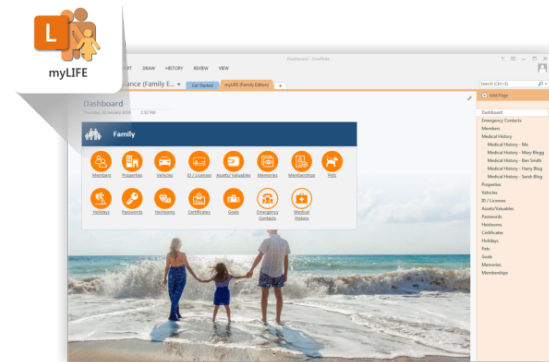 L
myLIFE
Dashboard - OneNote
DRAW HISTORY REVIEW VIEW
(Family E...
Get Started
myLIFE (Family Edition)
Search (Ctrl+E)
Add Page
Dashboard
1:50 PM
Family
Members Properties Vehicles ID / Licenses Assets/ Valuables Memories Memberships Pets
Holidays Passwords Heirlooms Certificates Goals Emergency Contacts Medical History
Dashboard
Emergency Contacts
Members
Medical History
Medical History - Me
Medical History - Mary Blogg
Medical History - Ben Smith
Medical History - Harry Blog
Medical History - Sarah Blog
Properties
Vehicles
ID / Licenses
Assets/Valuables
Passwords
Heirlooms
Certificates
Holidays
Pets
Goals
Memories
Memberships